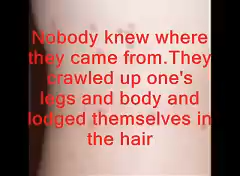 Nobody knew where
they came from.They
crawled up one's
legs and body and
lodged themselves in
the hair